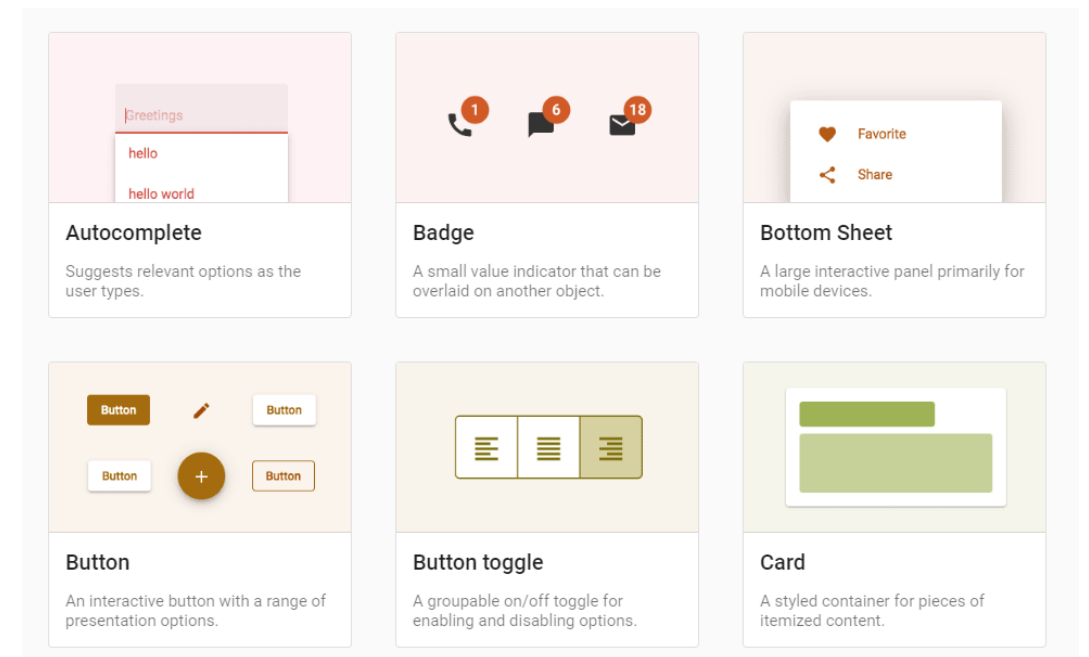 Greetings
hello
hello world
Autocomplete
Suggests relevant options as the
user types.
1 6 18
Badge
A small value indicator that can be
overlaid on another object.
Favorite
Share
Bottom Sheet
A large interactive panel primarily for
mobile devices.
Button Button
Button + Button
Button
An interactive button with a range of
presentation options.
Button toggle
A groupable on/off toggle for
enabling and disabling options.
Card
A styled container for pieces of
itemized content.